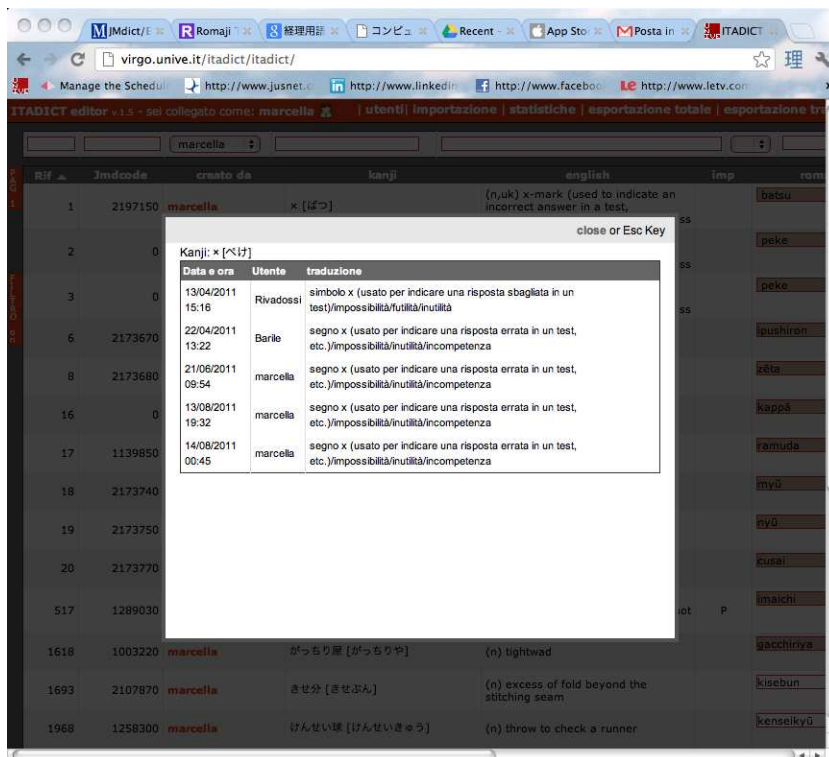 JMdict/E
Romaji T
経理用語
コンピュ
Recent -
App Sto
Posta in
ITADICT
virgo.unive.it/itadict/itadict/
理
Manage the Schedul
http://www.jusnet.c
http://www.linkedin
http://www.faceboo
http://www.letv.com
ITADICT editor v.1.5 - sei collegato come: marcella | utenti| importazione | statistiche | esportazione totale | esportazione tra
marcella
Rif Jmdcode creato da kanji english imp rom
1 2197150 marcella × [ばつ] (n,uk) x-mark (used to indicate an
incorrect answer in a test, batsu
ss
close or Esc Key
Kanji: × [ペけ]
Data e ora Utente traduzione
13/04/2011
15:16
Rivadossi
simbolo x (usato per indicare una risposta sbagliata in un
test)/impossibilità/futilità/inutilità
22/04/2011
13:22
Barile
segno x (usato per indicare una risposta errata in un test,
etc.)/impossibilità/inutilità/incompetenza
21/06/2011
09:54
marcella
segno x (usato per indicare una risposta errata in un test,
etc.)/impossibilità/inutilità/incompetenza
13/08/2011
19:32
marcella
segno x (usato per indicare una risposta errata in un test,
etc.)/impossibilità/inutilità/incompetenza
14/08/2011
00:45
marcella
segno x (usato per indicare una risposta errata in un test,
etc.)/impossibilità/inutilità/incompetenza
2 0 peke
ss
3 0 peke
ss
6 2173670 ipushiron
8 2173680 zēta
16 0 kappā
17 1139850 ramuda
18 2173740 myū
19 2173750 nyū
20 2173770 cusai
517 1289030 not P imaichi
1618 1003220 marcella がっちり屋 [がっちりや] (n) tightwad gacchiriya
1693 2107870 marcella きせ分 [きせぶん] (n) excess of fold beyond the
stitching seam kisebun
1968 1258300 marcella けんせい球 [けんせいきゅう] (n) throw to check a runner kenseikyū